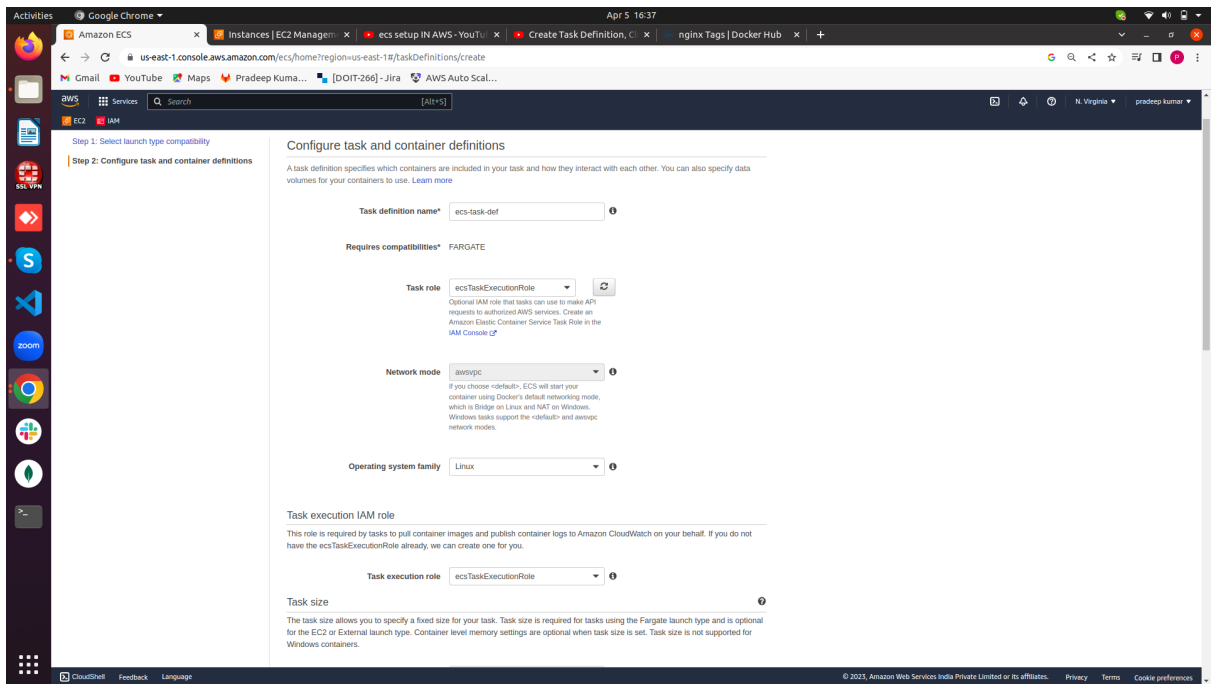 Activities
Google Chrome
Apr 5 16:37
Amazon ECS
Instances | EC2 Managem
ecs setup IN AWS - YouTu
Create Task Definition, C
nginx Tags | Docker Hub
us-east-1.console.aws.amazon.com/ecs/home?region=us-east-1#/taskDefinitions/create
Gmail
YouTube
Maps
Pradeep Kuma...
[DOIT-266] - Jira
AWS Auto Scal...
aws
Services
Search
[Alt+S]
N. Virginia
pradeep kumar
EC2
IAM
Step 1: Select launch type compatibility
Step 2: Configure task and container definitions
Configure task and container definitions
A task definition specifies which containers are included in your task and how they interact with each other. You can also specify data
volumes for your containers to use. Learn more
Task definition name* ecs-task-def
Requires compatibilities* FARGATE
Task role ecsTaskExecutionRole
Optional IAM role that tasks can use to make API
requests to authorized AWS services. Create an
Amazon Elastic Container Service Task Role in the
IAM Console
Network mode awsvpc
If you choose <default>, ECS will start your
container using Docker's default networking mode,
which is Bridge on Linux and NAT on Windows.
Windows tasks support the <default> and awsvpc
network modes.
Operating system family Linux
Task execution IAM role
This role is required by tasks to pull container images and publish container logs to Amazon CloudWatch on your behalf. If you do not
have the ecsTaskExecutionRole already, we can create one for you.
Task execution role ecsTaskExecutionRole
Task size
The task size allows you to specify a fixed size for your task. Task size is required for tasks using the Fargate launch type and is optional
for the EC2 or External launch type. Container level memory settings are optional when task size is set. Task size is not supported for
Windows containers.
SSL VPN
S
zoom
CloudShell
Feedback
Language
© 2023, Amazon Web Services India Private Limited or its affiliates.
Privacy
Terms
Cookie preferences